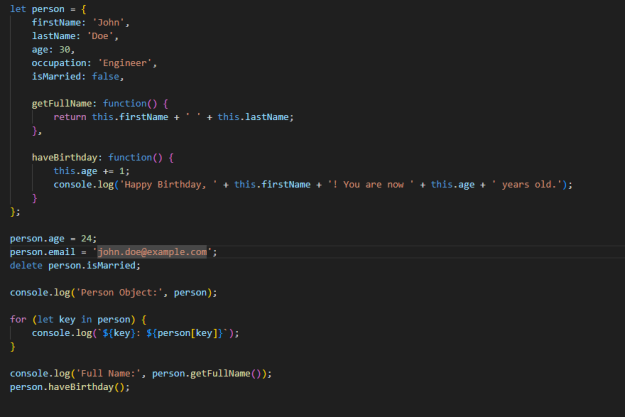 let person = {
    firstName: 'John',
    lastName: 'Doe',
    age: 30,
    occupation: 'Engineer',
    isMarried: false,

    getFullName: function() {
        return this.firstName + ' ' + this.lastName;
    },

    haveBirthday: function() {
        this.age += 1;
        console.log('Happy Birthday, ' + this.firstName + '! You are now ' + this.age + ' years old.');
    }
};

person.age = 24;
person.email = 'john.doe@example.com';
delete person.isMarried;

console.log('Person Object:', person);

for (let key in person) {
    console.log(`${key}: ${person[key]}`);
}

console.log('Full Name:', person.getFullName());
person.haveBirthday();